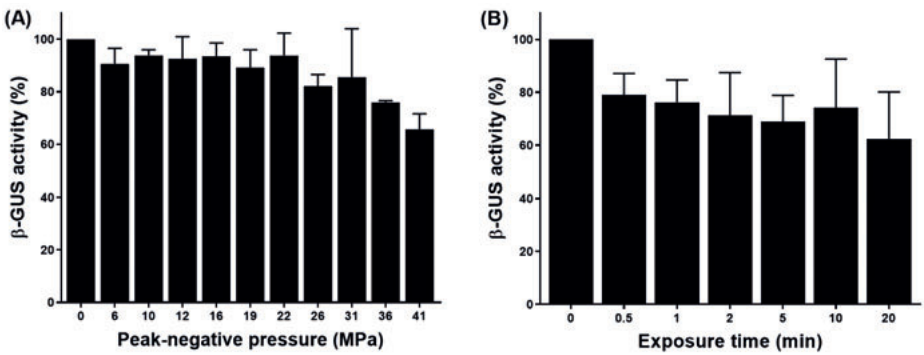 (A)
β-GUS activity (%)
100
80
60
40
20
0
0 6 10 12 16 19 22 26 31 36 41
Peak-negative pressure (MPa)
(B)
β-GUS activity (%)
100
80
60
40
20
0
0 0.5 1 2 5 10 20
Exposure time (min)